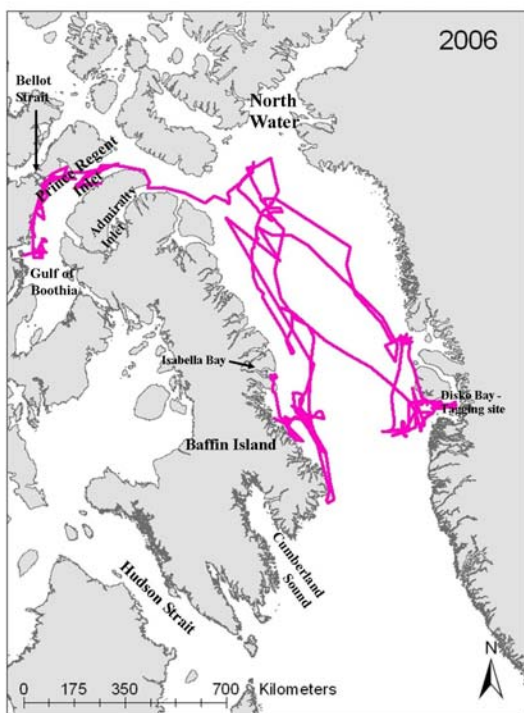 2006
Bellot
Strait
North
Water
Prince Regent
Inlet
Admiralty
Inlet
Gulf of
Boothia
Isabella Bay
Disko Bay -
Tagging site
Baffin Island
Cumberland
Sound
Hudson Strait
N
0 175 350 700 Kilometers